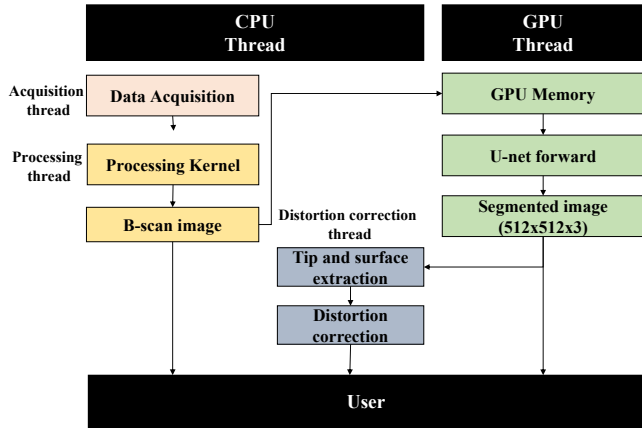 CPU
Thread
GPU
Thread
Acquisition
thread
Data Acquisition
GPU Memory
Processing
thread
Processing Kernel
U-net forward
B-scan image
Segmented image
(512x512x3)
Distortion correction
thread
Tip and surface
extraction
Distortion
correction
User